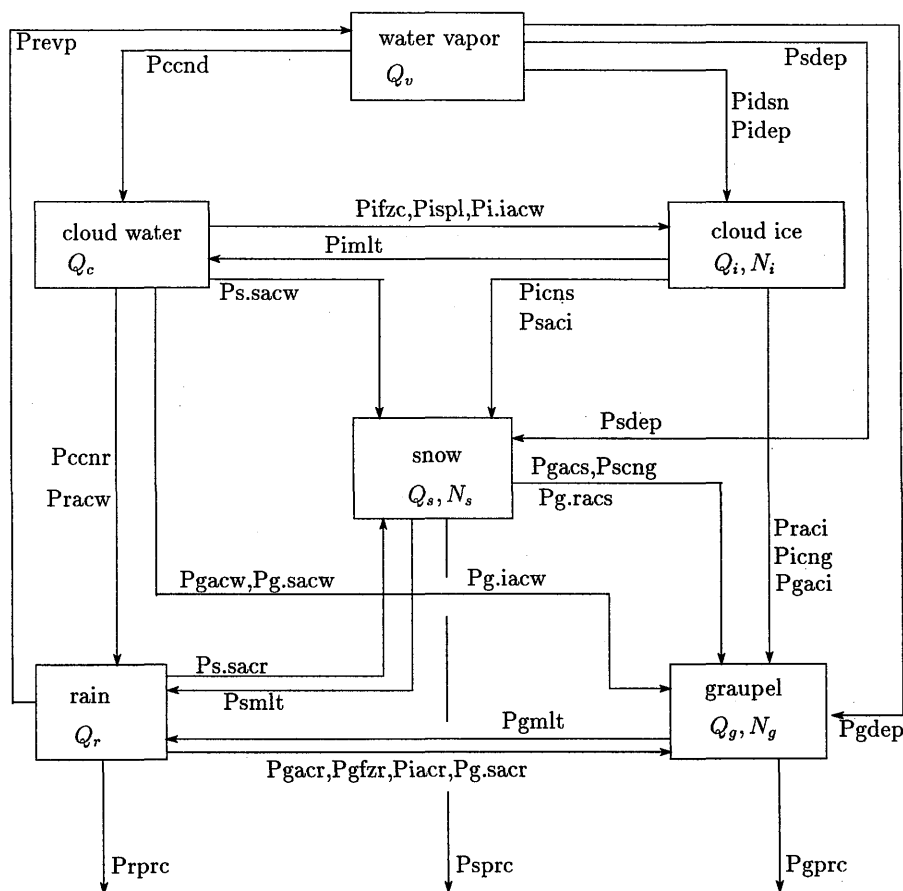 Prevp
water vapor
Q_v
Pccnd
Psdep
Pidsn
Pidep
cloud water
Q_c
Pifzc,Pispl,Pi.iacw
Pimlt
cloud ice
Q_i, N_i
Ps.sacw
Picns
Psaci
Psdep
snow
Q_s, N_s
Pgacs,Pscng
Pg.racs
Pccnr
Pracw
Praci
Picng
Pgaci
Pgacw,Pg.sacw
Pg.iacw
Ps.sacr
Psmlt
rain
Q_r
graupel
Q_g, N_g
Pgmlt
Pgdep
Pgacr,Pgfzr,Piacr,Pg.sacr
Prprc
Psprc
Pgprc